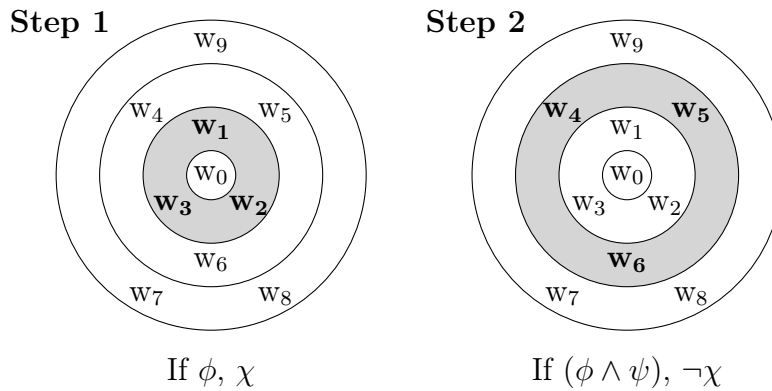 Step 1
w₉
w₄ w₅
w₁
w₀
w₃ w₂
w₆
w₇ w₈
If ϕ, χ
Step 2
w₉
w₄ w₅
w₁
w₀
w₃ w₂
w₆
w₇ w₈
If (ϕ ∧ ψ), ¬χ